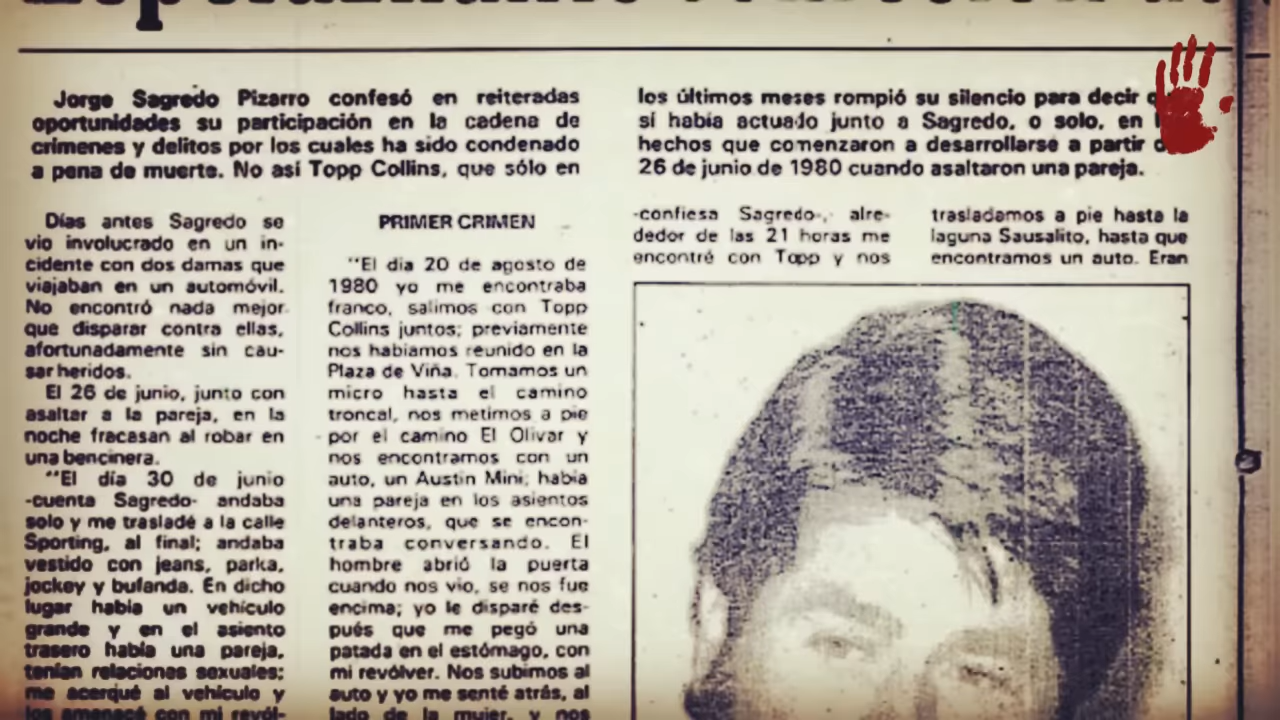 Jorge Sagredo Pizarro confesó en reiteradas
oportunidades su participación en la cadena de
crímenes y delitos por los cuales ha sido condenado
a pena de muerte. No así Topp Collins, que sólo en
los últimos meses rompió su silencio para decir
sí había actuado junto a Sagredo, o solo, en
hechos que comenzaron a desarrollarse a partir
26 de junio de 1980 cuando asaltaron una pareja.
Días antes Sagredo se
vio involucrado en un in-
cidente con dos damas que
viajaban en un automóvil.
No encontró nada mejor
que disparar contra ellas,
afortunadamente sin cau-
sar heridos.
El 26 de junio, junto con
asaltar a la pareja, en la
noche fracasan al robar en
una bencinera.
"El día 30 de junio
-cuenta Sagredo- andaba
solo y me trasladé a la calle
Sporting, al final; andaba
vestido con jeans, parka,
jockey y bufanda. En dicho
lugar había un vehículo
grande y en el asiento
trasero había una pareja,
tenían relaciones sexuales;
me acerqué al vehículo y
los amenacé con mi revól-
PRIMER CRIMEN
"El día 20 de agosto de
1980 yo me encontraba
franco, salimos con Topp
Collins juntos; previamente
nos habíamos reunido en la
Plaza de Viña. Tomamos un
micro hasta el camino
troncal, nos metimos a pie
por el camino El Olivar y
nos encontramos con un
auto, un Austin Mini; había
una pareja en los asientos
delanteros, que se encon-
traba conversando. El
hombre abrió la puerta
cuando nos vio, se nos fue
encima; yo le disparé des-
pués que me pegó una
patada en el estómago, con
mi revólver. Nos subimos al
auto y yo me senté atrás, al
lado de la mujer, y nos
-confiesa Sagredo-, alre-
dedor de las 21 horas me
encontré con Topp y nos
trasladamos a pie hasta la
laguna Sausalito, hasta que
encontramos un auto. Eran